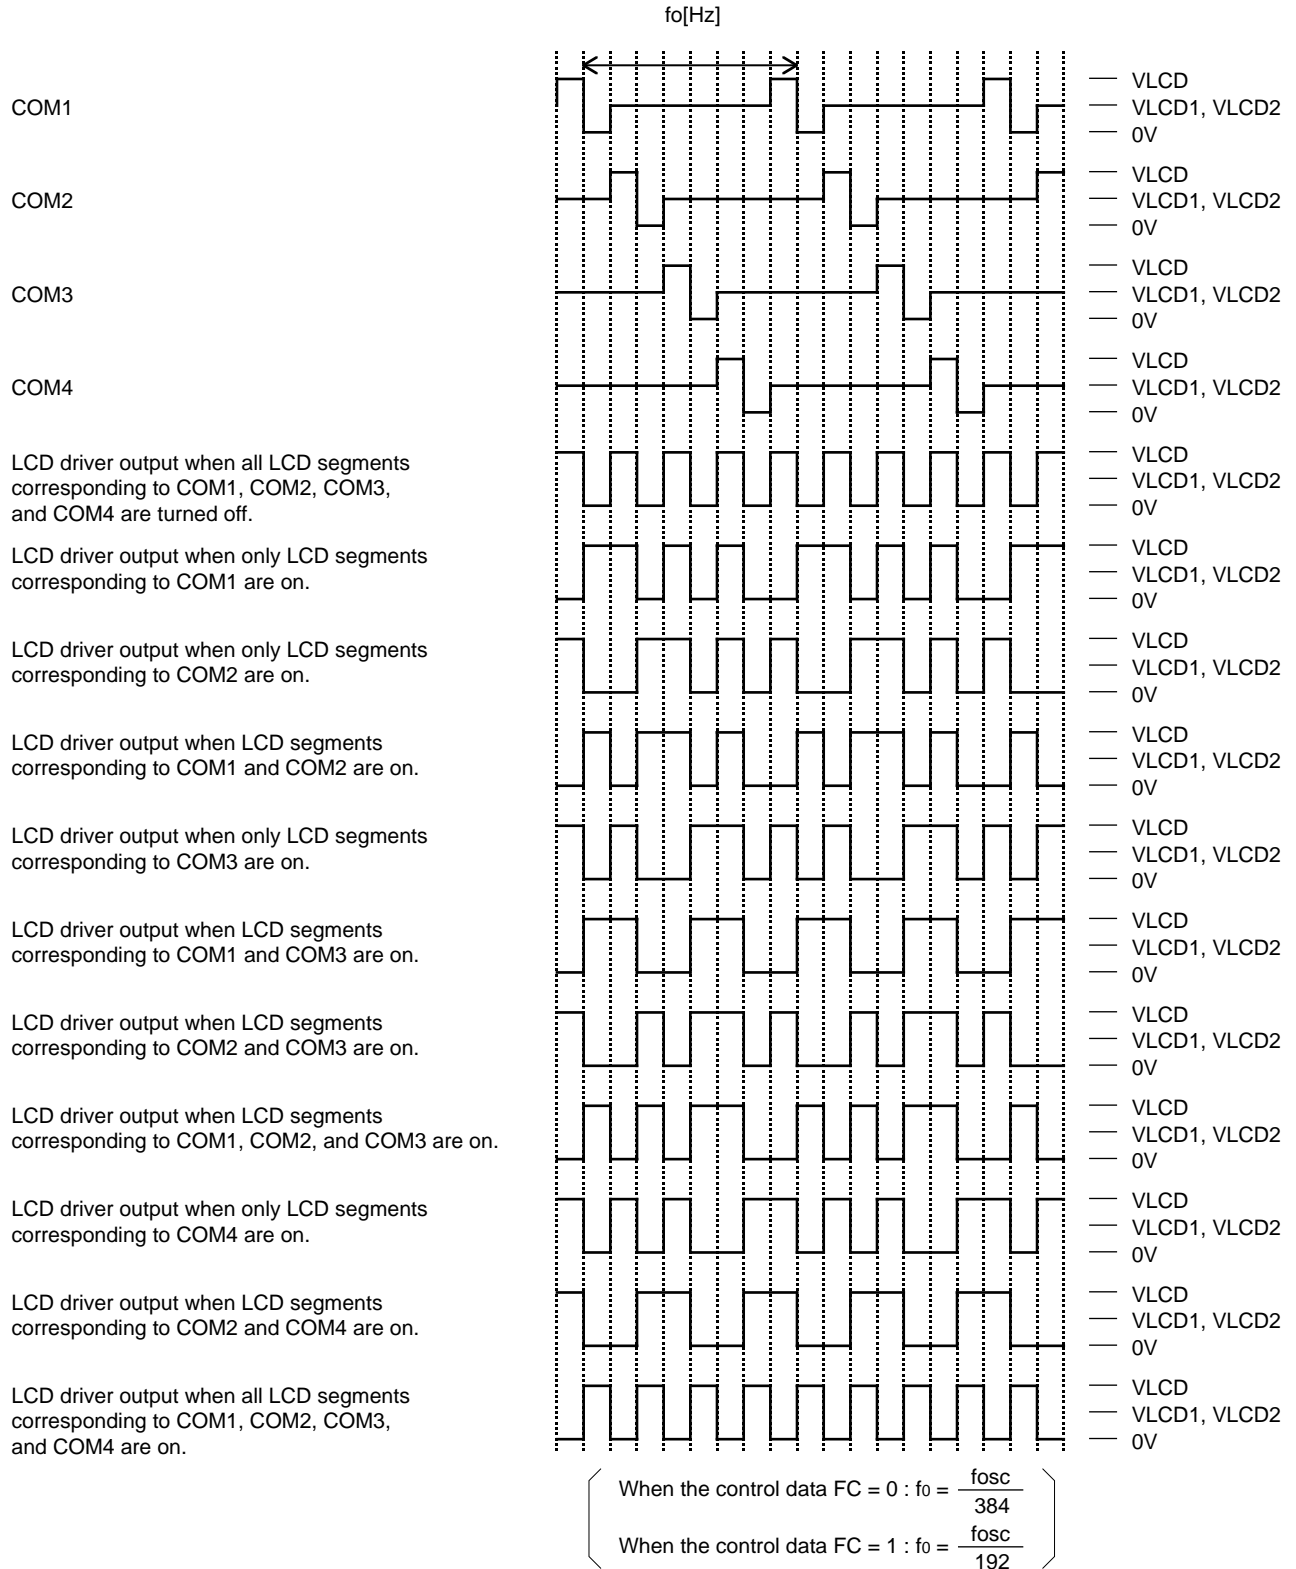 fo[Hz]
COM1
VLCD
VLCD1, VLCD2
0V
COM2
VLCD
VLCD1, VLCD2
0V
COM3
VLCD
VLCD1, VLCD2
0V
COM4
VLCD
VLCD1, VLCD2
0V
LCD driver output when all LCD segments
corresponding to COM1, COM2, COM3,
and COM4 are turned off.
VLCD
VLCD1, VLCD2
0V
LCD driver output when only LCD segments
corresponding to COM1 are on.
VLCD
VLCD1, VLCD2
0V
LCD driver output when only LCD segments
corresponding to COM2 are on.
VLCD
VLCD1, VLCD2
0V
LCD driver output when LCD segments
corresponding to COM1 and COM2 are on.
VLCD
VLCD1, VLCD2
0V
LCD driver output when only LCD segments
corresponding to COM3 are on.
VLCD
VLCD1, VLCD2
0V
LCD driver output when LCD segments
corresponding to COM1 and COM3 are on.
VLCD
VLCD1, VLCD2
0V
LCD driver output when LCD segments
corresponding to COM2 and COM3 are on.
VLCD
VLCD1, VLCD2
0V
LCD driver output when LCD segments
corresponding to COM1, COM2, and COM3 are on.
VLCD
VLCD1, VLCD2
0V
LCD driver output when only LCD segments
corresponding to COM4 are on.
VLCD
VLCD1, VLCD2
0V
LCD driver output when LCD segments
corresponding to COM2 and COM4 are on.
VLCD
VLCD1, VLCD2
0V
LCD driver output when all LCD segments
corresponding to COM1, COM2, COM3,
and COM4 are on.
VLCD
VLCD1, VLCD2
0V
When the control data FC = 0 : f0 = fosc
384
When the control data FC = 1 : f0 = fosc
192